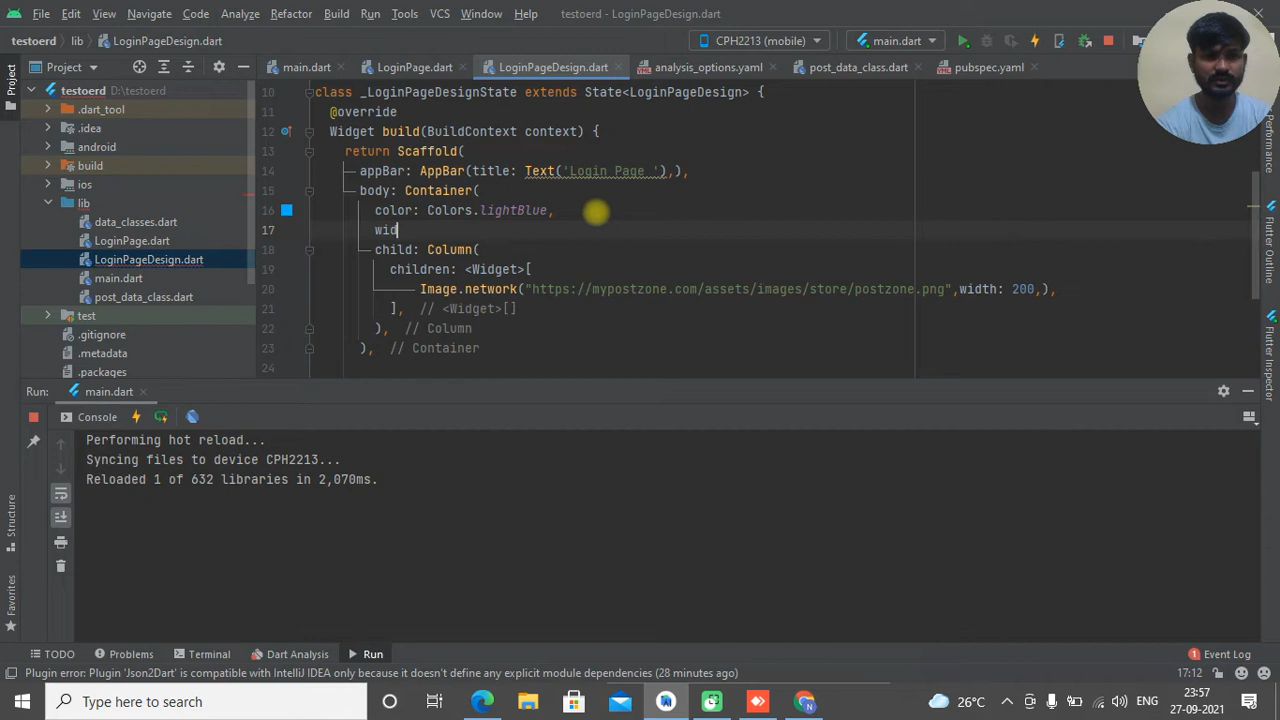 File Edit View Navigate Code Analyze Refactor Build Run Tools VCS Window Help testoerd - LoginPageDesign.dart
testoerd lib LoginPageDesign.dart CPH2213 (mobile) main.dart
Project main.dart LoginPage.dart LoginPageDesign.dart analysis_options.yaml post_data_class.dart pubspec.yaml
Project
testoerd D:\testoerd
.dart_tool
.idea
android
build
ios
lib
data_classes.dart
LoginPage.dart
LoginPageDesign.dart
main.dart
post_data_class.dart
test
.gitignore
.metadata
.packages
10 class _LoginPageDesignState extends State<LoginPageDesign> {
11 @override
12 Widget build(BuildContext context) {
13 return Scaffold(
14 appBar: AppBar(title: Text('Login Page '),),
15 body: Container(
16 color: Colors.lightBlue,
17 wid
18 child: Column(
19 children: <Widget>[
20 Image.network("https://mypostzone.com/assets/images/store/postzone.png",width: 200,),
21 ], // <Widget>[]
22 ), // Column
23 ), // Container
24
Flutter Outline
Flutter Inspector
Run: main.dart
Console
Performing hot reload...
Syncing files to device CPH2213...
Reloaded 1 of 632 libraries in 2,070ms.
Structure
Favorites
TODO Problems Terminal Dart Analysis Run 1 Event Log
Plugin error: Plugin 'Json2Dart' is compatible with IntelliJ IDEA only because it doesn't define any explicit module dependencies (28 minutes ago) 17:12
Type here to search 26°C ENG 23:57
27-09-2021